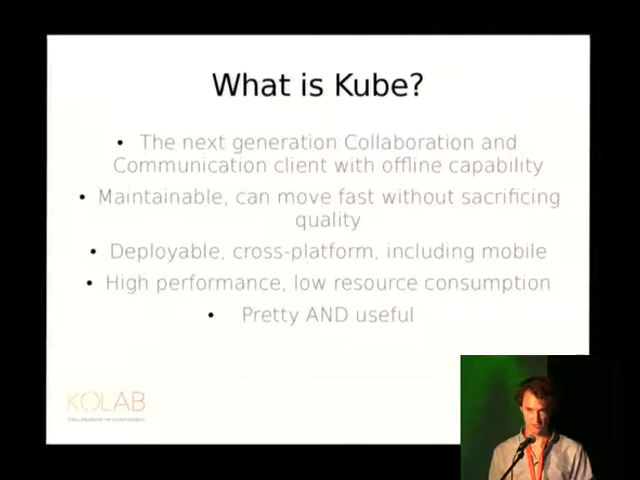 What is Kube?
• The next generation Collaboration and
Communication client with offline capability
• Maintainable, can move fast without sacrificing
quality
• Deployable, cross-platform, including mobile
• High performance, low resource consumption
• Pretty AND useful
KOLAB